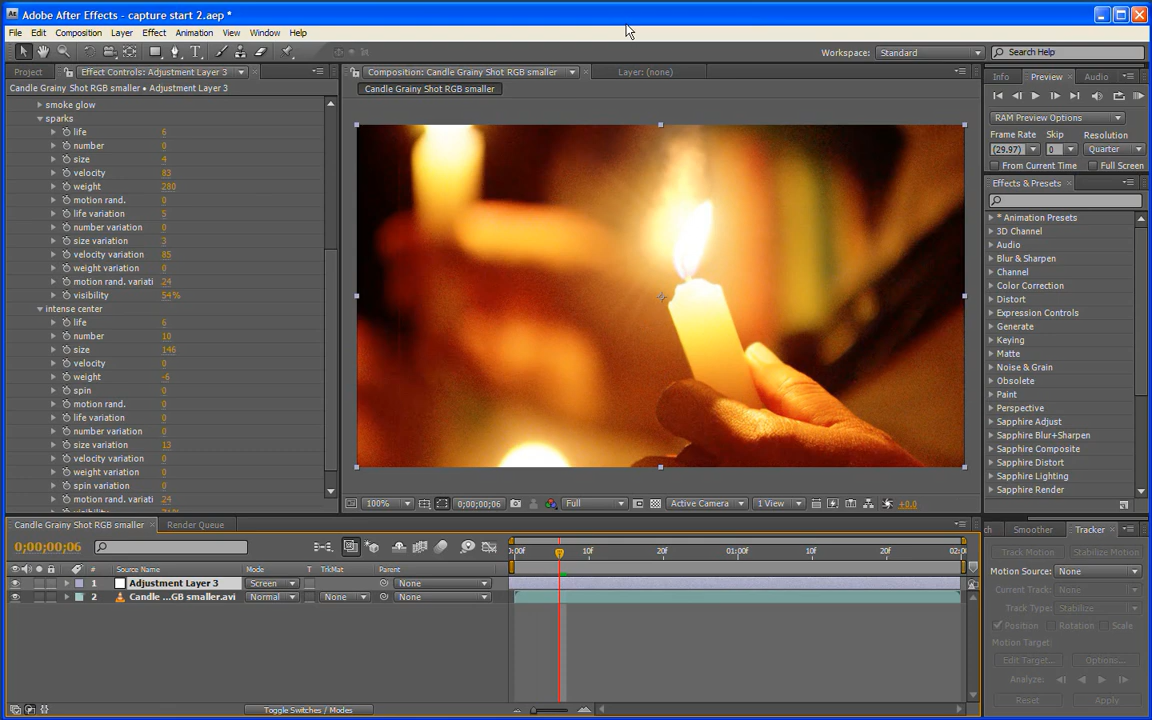 Adobe After Effects - capture start 2.aep *
File Edit Composition Layer Effect Animation View Window Help
Workspace: Standard Search Help
Project Effect Controls: Adjustment Layer 3
Candle Grainy Shot RGB smaller • Adjustment Layer 3
smoke glow
sparks
life 6
number 0
size 4
velocity 83
weight 280
motion rand. 0
life variation 5
number variation 0
size variation 3
velocity variation 85
weight variation 0
motion rand. variati 24
visibility 54%
intense center
life 6
number 10
size 146
velocity 0
weight -6
spin 0
motion rand. 0
life variation 0
number variation 0
size variation 13
velocity variation 0
weight variation 0
spin variation 0
motion rand. variati 24
Composition: Candle Grainy Shot RGB smaller Layer: (none)
Candle Grainy Shot RGB smaller
100% 0;00;00;06 Full Active Camera 1 View +0.0
Info Preview Audio
RAM Preview Options
Frame Rate Skip Resolution
(29.97) 0 Quarter
From Current Time Full Screen
Effects & Presets
* Animation Presets
3D Channel
Audio
Blur & Sharpen
Channel
Color Correction
Distort
Expression Controls
Generate
Keying
Matte
Noise & Grain
Obsolete
Paint
Perspective
Sapphire Adjust
Sapphire Blur+Sharpen
Sapphire Composite
Sapphire Distort
Sapphire Lighting
Sapphire Render
Candle Grainy Shot RGB smaller Render Queue
0;00;00;06
:00f 10f 20f 01:00f 10f 20f 02:0
# Source Name Mode T TrkMat Parent
1 Adjustment Layer 3 Screen None
2 Candle ...GB smaller.avi Normal None None
Toggle Switches / Modes
ch Smoother Tracker
Track Motion Stabilize Motion
Motion Source: None
Current Track: None
Track Type: Stabilize
Position Rotation Scale
Motion Target:
Edit Target... Options...
Analyze:
Reset Apply